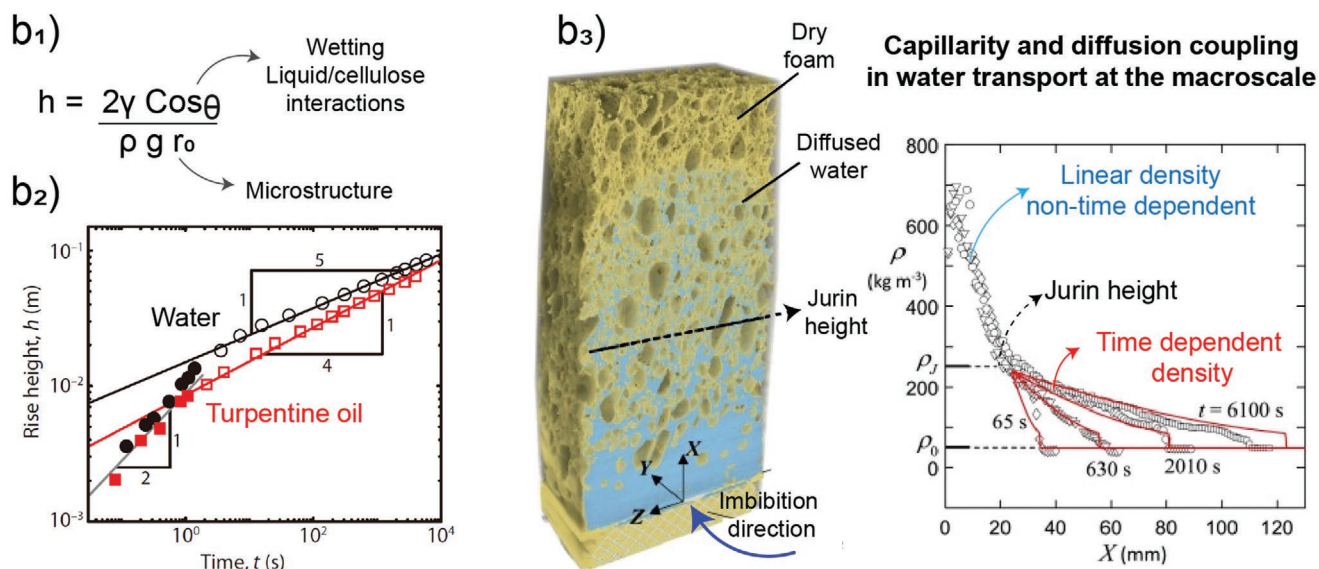 b₁)
Wetting
Liquid/cellulose
interactions
h = 2γ Cosθ
ρ g r₀
Microstructure
b₂)
10⁻¹
10⁻²
10⁻³
Rise height, h (m)
5
1
Water
1
4
Turpentine oil
1
2
10⁰
10²
10⁴
Time, t (s)
b₃)
Dry
foam
Diffused
water
Jurin
height
X
Y
Z
Imbibition
direction
Capillarity and diffusion coupling
in water transport at the macroscale
800
600
400
200
0
ρ
(kg m⁻³)
ρJ
ρ₀
Linear density
non-time dependent
Jurin height
Time dependent
density
t = 6100 s
65 s
630 s
2010 s
0
20
40
60
80
100
120
X (mm)